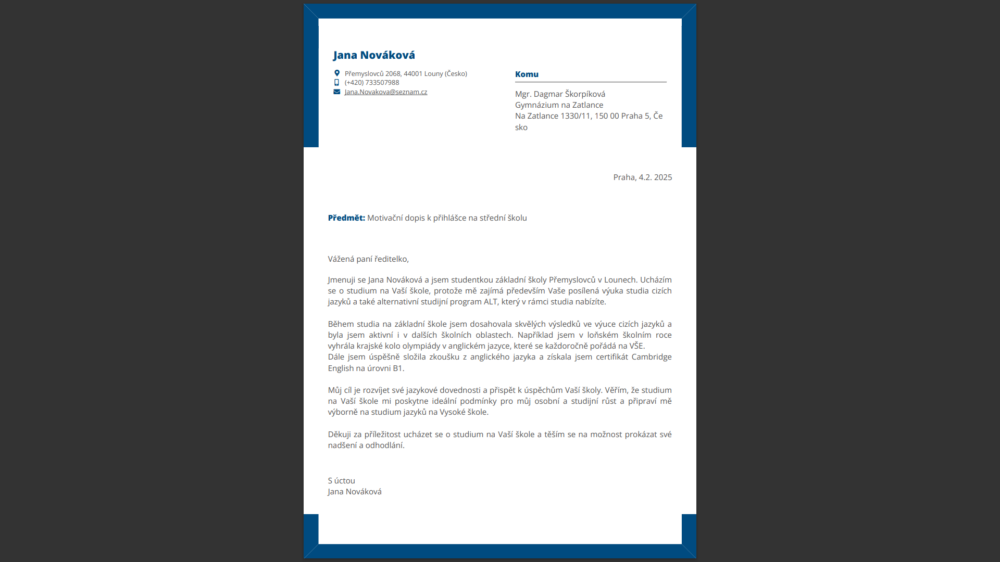 Jana Nováková
Přemyslovců 2068, 44001 Louny (Česko)
(+420) 733507988
Jana.Novakova@seznam.cz
Komu
Mgr. Dagmar Škorpíková
Gymnázium na Zatlance
Na Zatlance 1330/11, 150 00 Praha 5, Če
sko
Praha, 4.2. 2025
Předmět: Motivační dopis k přihlášce na střední školu
Vážená paní ředitelko,
Jmenuji se Jana Nováková a jsem studentkou základní školy Přemyslovců v Lounech. Ucházím
se o studium na Vaší škole, protože mě zajímá především Vaše posílená výuka studia cizích
jazyků a také alternativní studijní program ALT, který v rámci studia nabízíte.
Během studia na základní škole jsem dosahovala skvělých výsledků ve výuce cizích jazyků a
byla jsem aktivní i v dalších školních oblastech. Například jsem v loňském školním roce
vyhrála krajské kolo olympiády v anglickém jazyce, které se každoročně pořádá na VŠE.
Dále jsem úspěšně složila zkoušku z anglického jazyka a získala jsem certifikát Cambridge
English na úrovni B1.
Můj cíl je rozvíjet své jazykové dovednosti a přispět k úspěchům Vaší školy. Věřím, že studium
na Vaší škole mi poskytne ideální podmínky pro můj osobní a studijní růst a připraví mě
výborně na studium jazyků na Vysoké škole.
Děkuji za příležitost ucházet se o studium na Vaší škole a těším se na možnost prokázat své
nadšení a odhodlání.
S úctou
Jana Nováková